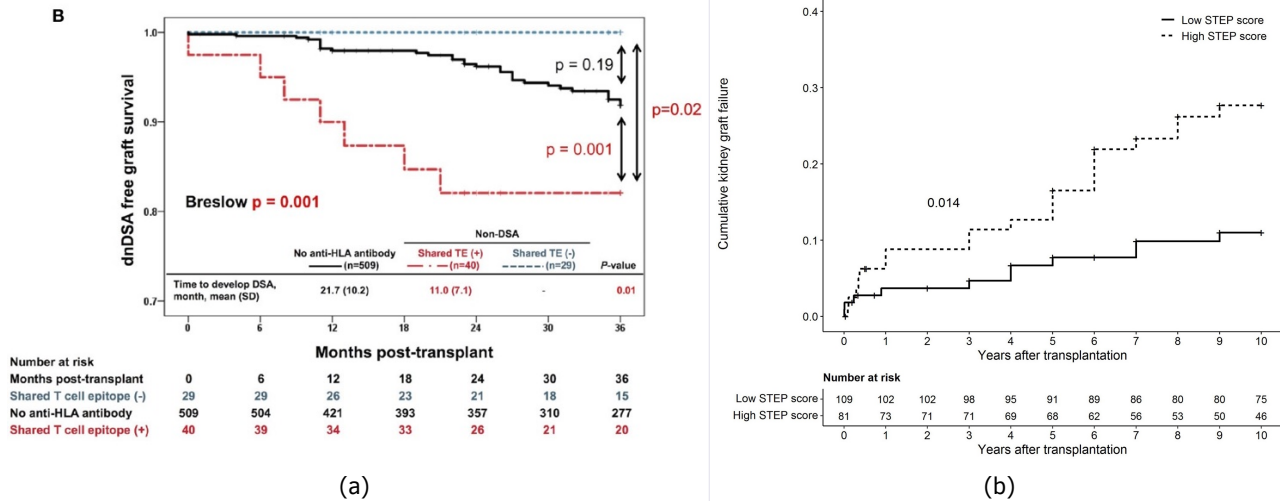 B
dnDSA free graft survival
1.0
0.9
0.8
0.7
p = 0.19
p=0.02
p = 0.001
Breslow p = 0.001
Non-DSA
No anti-HLA antibody Shared TE (+) Shared TE (-)
(n=509) (n=40) (n=29) P-value
Time to develop DSA,
month, mean (SD) 21.7 (10.2) 11.0 (7.1) - 0.01
0 6 12 18 24 30 36
Months post-transplant
Number at risk
Months post-transplant 0 6 12 18 24 30 36
Shared T cell epitope (-) 29 29 26 23 21 18 15
No anti-HLA antibody 509 504 421 393 357 310 277
Shared T cell epitope (+) 40 39 34 33 26 21 20
(a)
Cumulative kidney graft failure
0.4
0.3
0.2
0.1
0.0
Low STEP score
High STEP score
0.014
0 1 2 3 4 5 6 7 8 9 10
Years after transplantation
Number at risk
Low STEP score 109 102 102 98 95 91 89 86 80 80 75
High STEP score 81 73 71 71 69 68 62 56 53 50 46
0 1 2 3 4 5 6 7 8 9 10
Years after transplantation
(b)